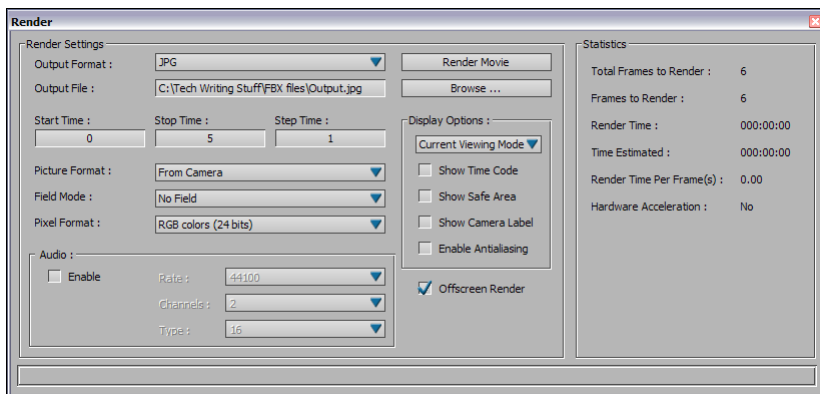 Render
Render Settings
Output Format : JPG
Render Movie
Output File : C:\Tech Writing Stuff\FBX files\Output.jpg
Browse ...
Start Time : Stop Time : Step Time :
0 5 1
Picture Format : From Camera
Field Mode : No Field
Pixel Format : RGB colors (24 bits)
Audio :
Enable
Rate : 44100
Channels : 2
Type : 16
Display Options :
Current Viewing Mode
Show Time Code
Show Safe Area
Show Camera Label
Enable Antialiasing
Offscreen Render
Statistics
Total Frames to Render : 6
Frames to Render : 6
Render Time : 000:00:00
Time Estimated : 000:00:00
Render Time Per Frame(s) : 0.00
Hardware Acceleration : No